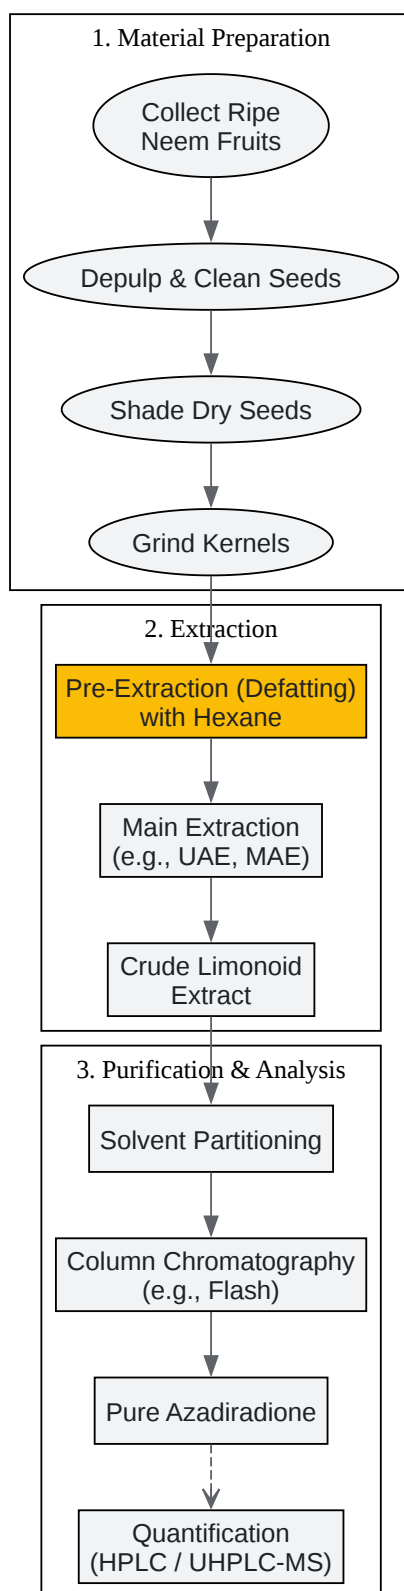 1. Material Preparation
Collect Ripe
Neem Fruits
Depulp & Clean Seeds
Shade Dry Seeds
Grind Kernels
2. Extraction
Pre-Extraction (Defatting)
with Hexane
Main Extraction
(e.g., UAE, MAE)
Crude Limonoid
Extract
3. Purification & Analysis
Solvent Partitioning
Column Chromatography
(e.g., Flash)
Pure Azadiradione
Quantification
(HPLC / UHPLC-MS)